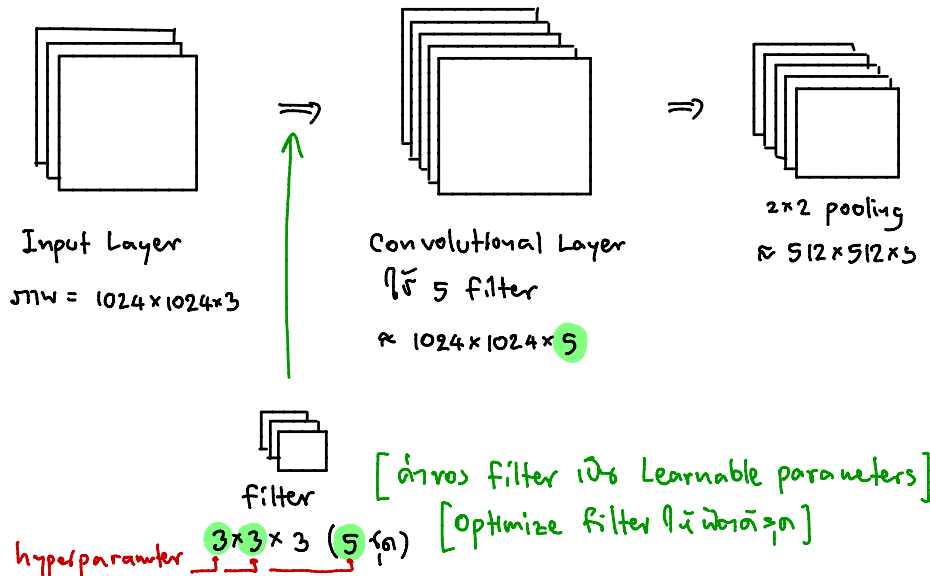 Input Layer
ภาพ = 1024×1024×3
Convolutional Layer
ใช้ 5 filter
≈ 1024×1024×5
2×2 pooling
≈ 512×512×5
filter
3×3×3 (5 ชุด)
hyperparameter
[ค่าของ filter เป็น Learnable parameters]
[Optimize filter ให้ดีที่สุด]